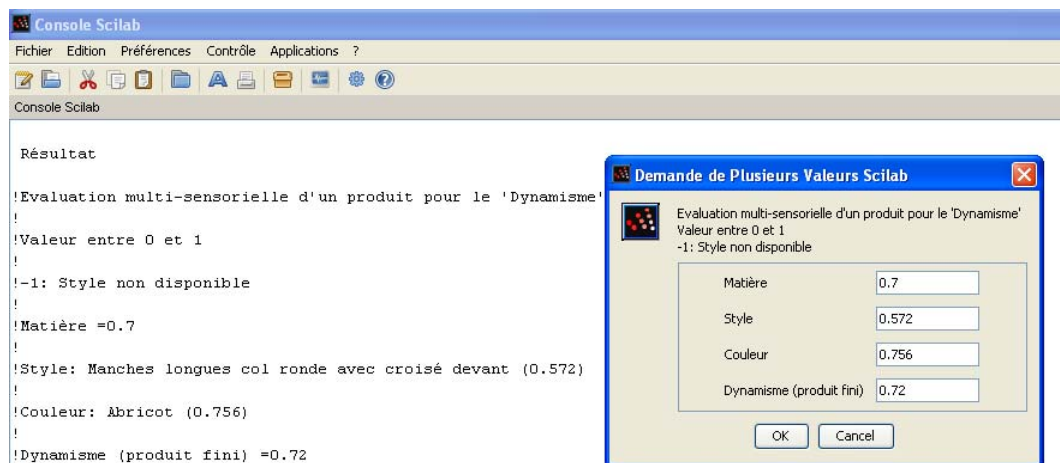 Console Scilab
Fichier Edition Préférences Contrôle Applications ?
Console Scilab
Résultat
!Evaluation multi-sensorielle d'un produit pour le 'Dynamisme'
!
!Valeur entre 0 et 1
!
!-1: Style non disponible
!
!Matière =0.7
!
!Style: Manches longues col ronde avec croisé devant (0.572)
!
!Couleur: Abricot (0.756)
!
!Dynamisme (produit fini) =0.72
Demande de Plusieurs Valeurs Scilab
Evaluation multi-sensorielle d'un produit pour le 'Dynamisme'
Valeur entre 0 et 1
-1: Style non disponible
Matière 0.7
Style 0.572
Couleur 0.756
Dynamisme (produit fini) 0.72
OK Cancel